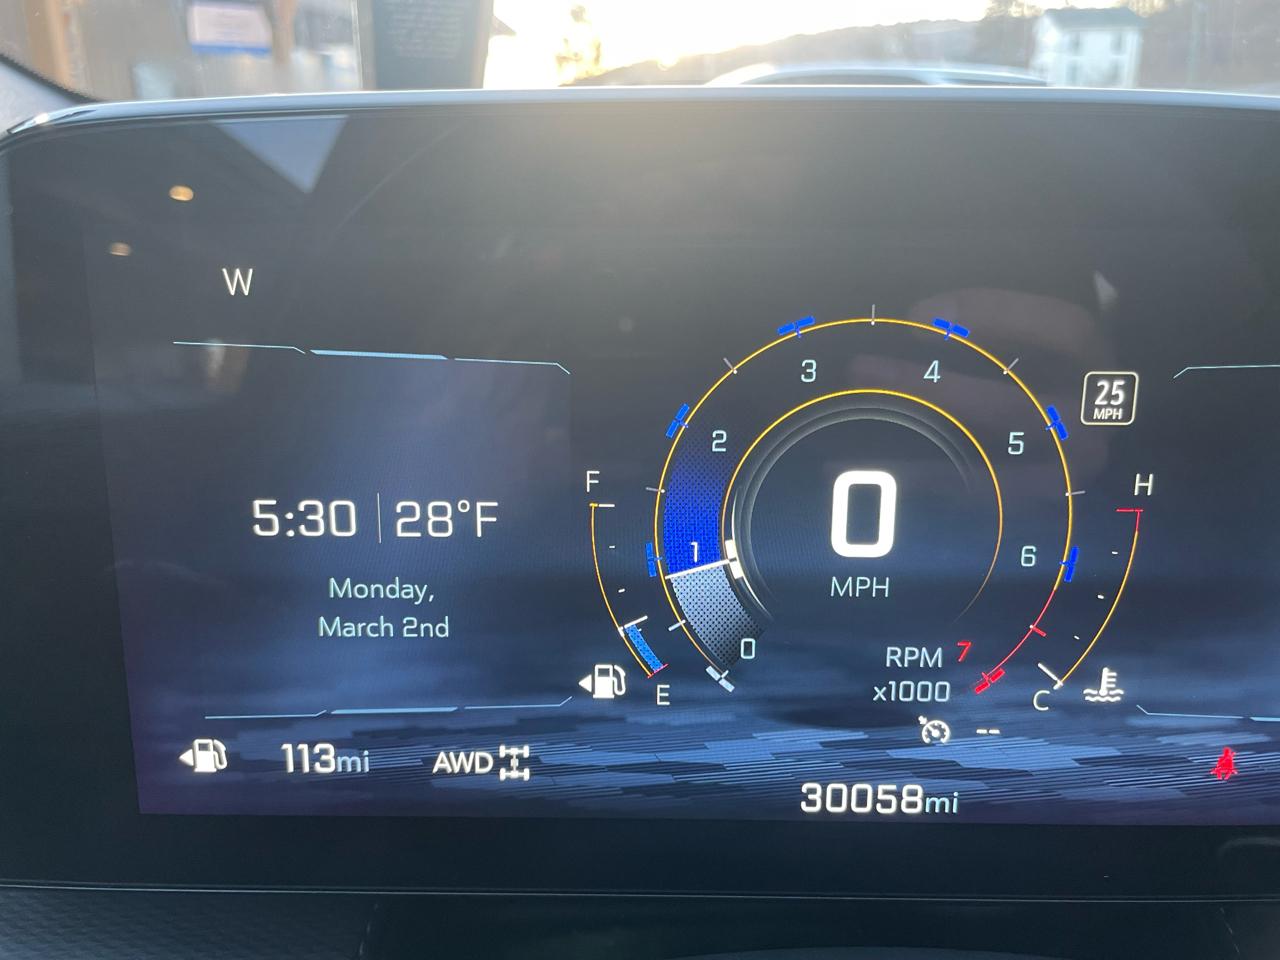 W
3 4
25
MPH
2 5
F H
5:30 28°F
0
1 6
MPH
Monday,
March 2nd
0 RPM 7
E x1000 C
--
113mi AWD
30058mi